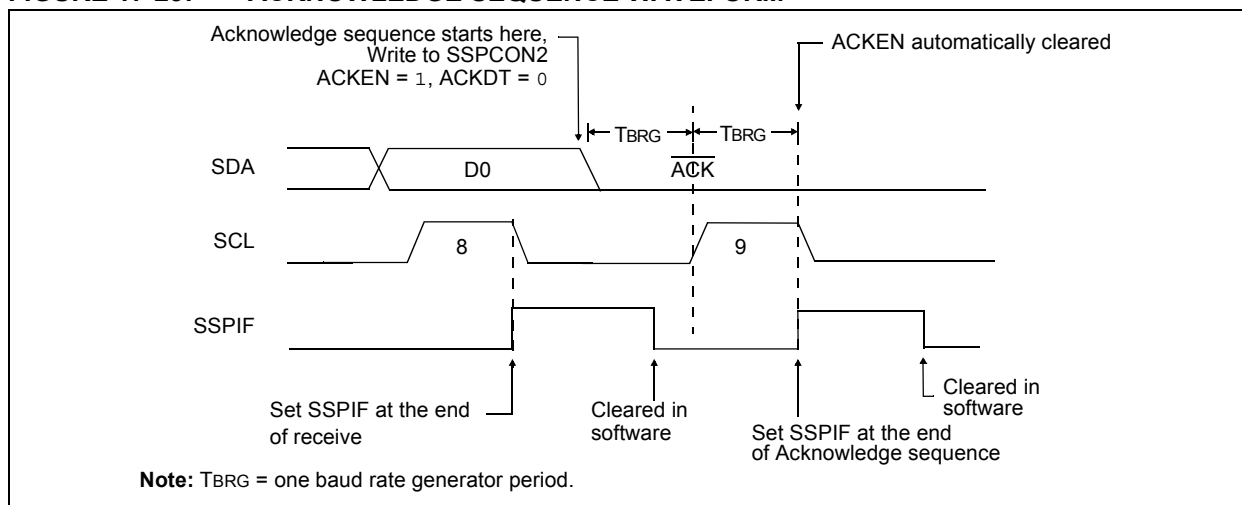 Acknowledge sequence starts here,
Write to SSPCON2
ACKEN = 1, ACKDT = 0
ACKEN automatically cleared
TBRG
TBRG
SDA
D0
ACK
SCL
8
9
SSPIF
Set SSPIF at the end
of receive
Cleared in
software
Set SSPIF at the end
of Acknowledge sequence
Cleared in
software
Note: TBRG = one baud rate generator period.